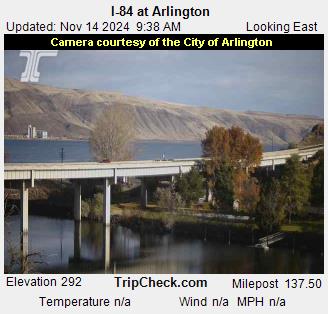 I-84 at Arlington
Updated: Nov 14 2024 9:38 AM Looking East
Camera courtesy of the City of Arlington
Elevation 292 TripCheck.com Milepost 137.50
Temperature n/a Wind n/a MPH n/a